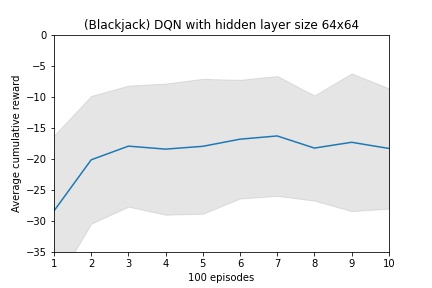 (Blackjack) DQN with hidden layer size 64x64
0
−5
−10
−15
−20
−25
−30
−35
Average cumulative reward
1 2 3 4 5 6 7 8 9 10
100 episodes